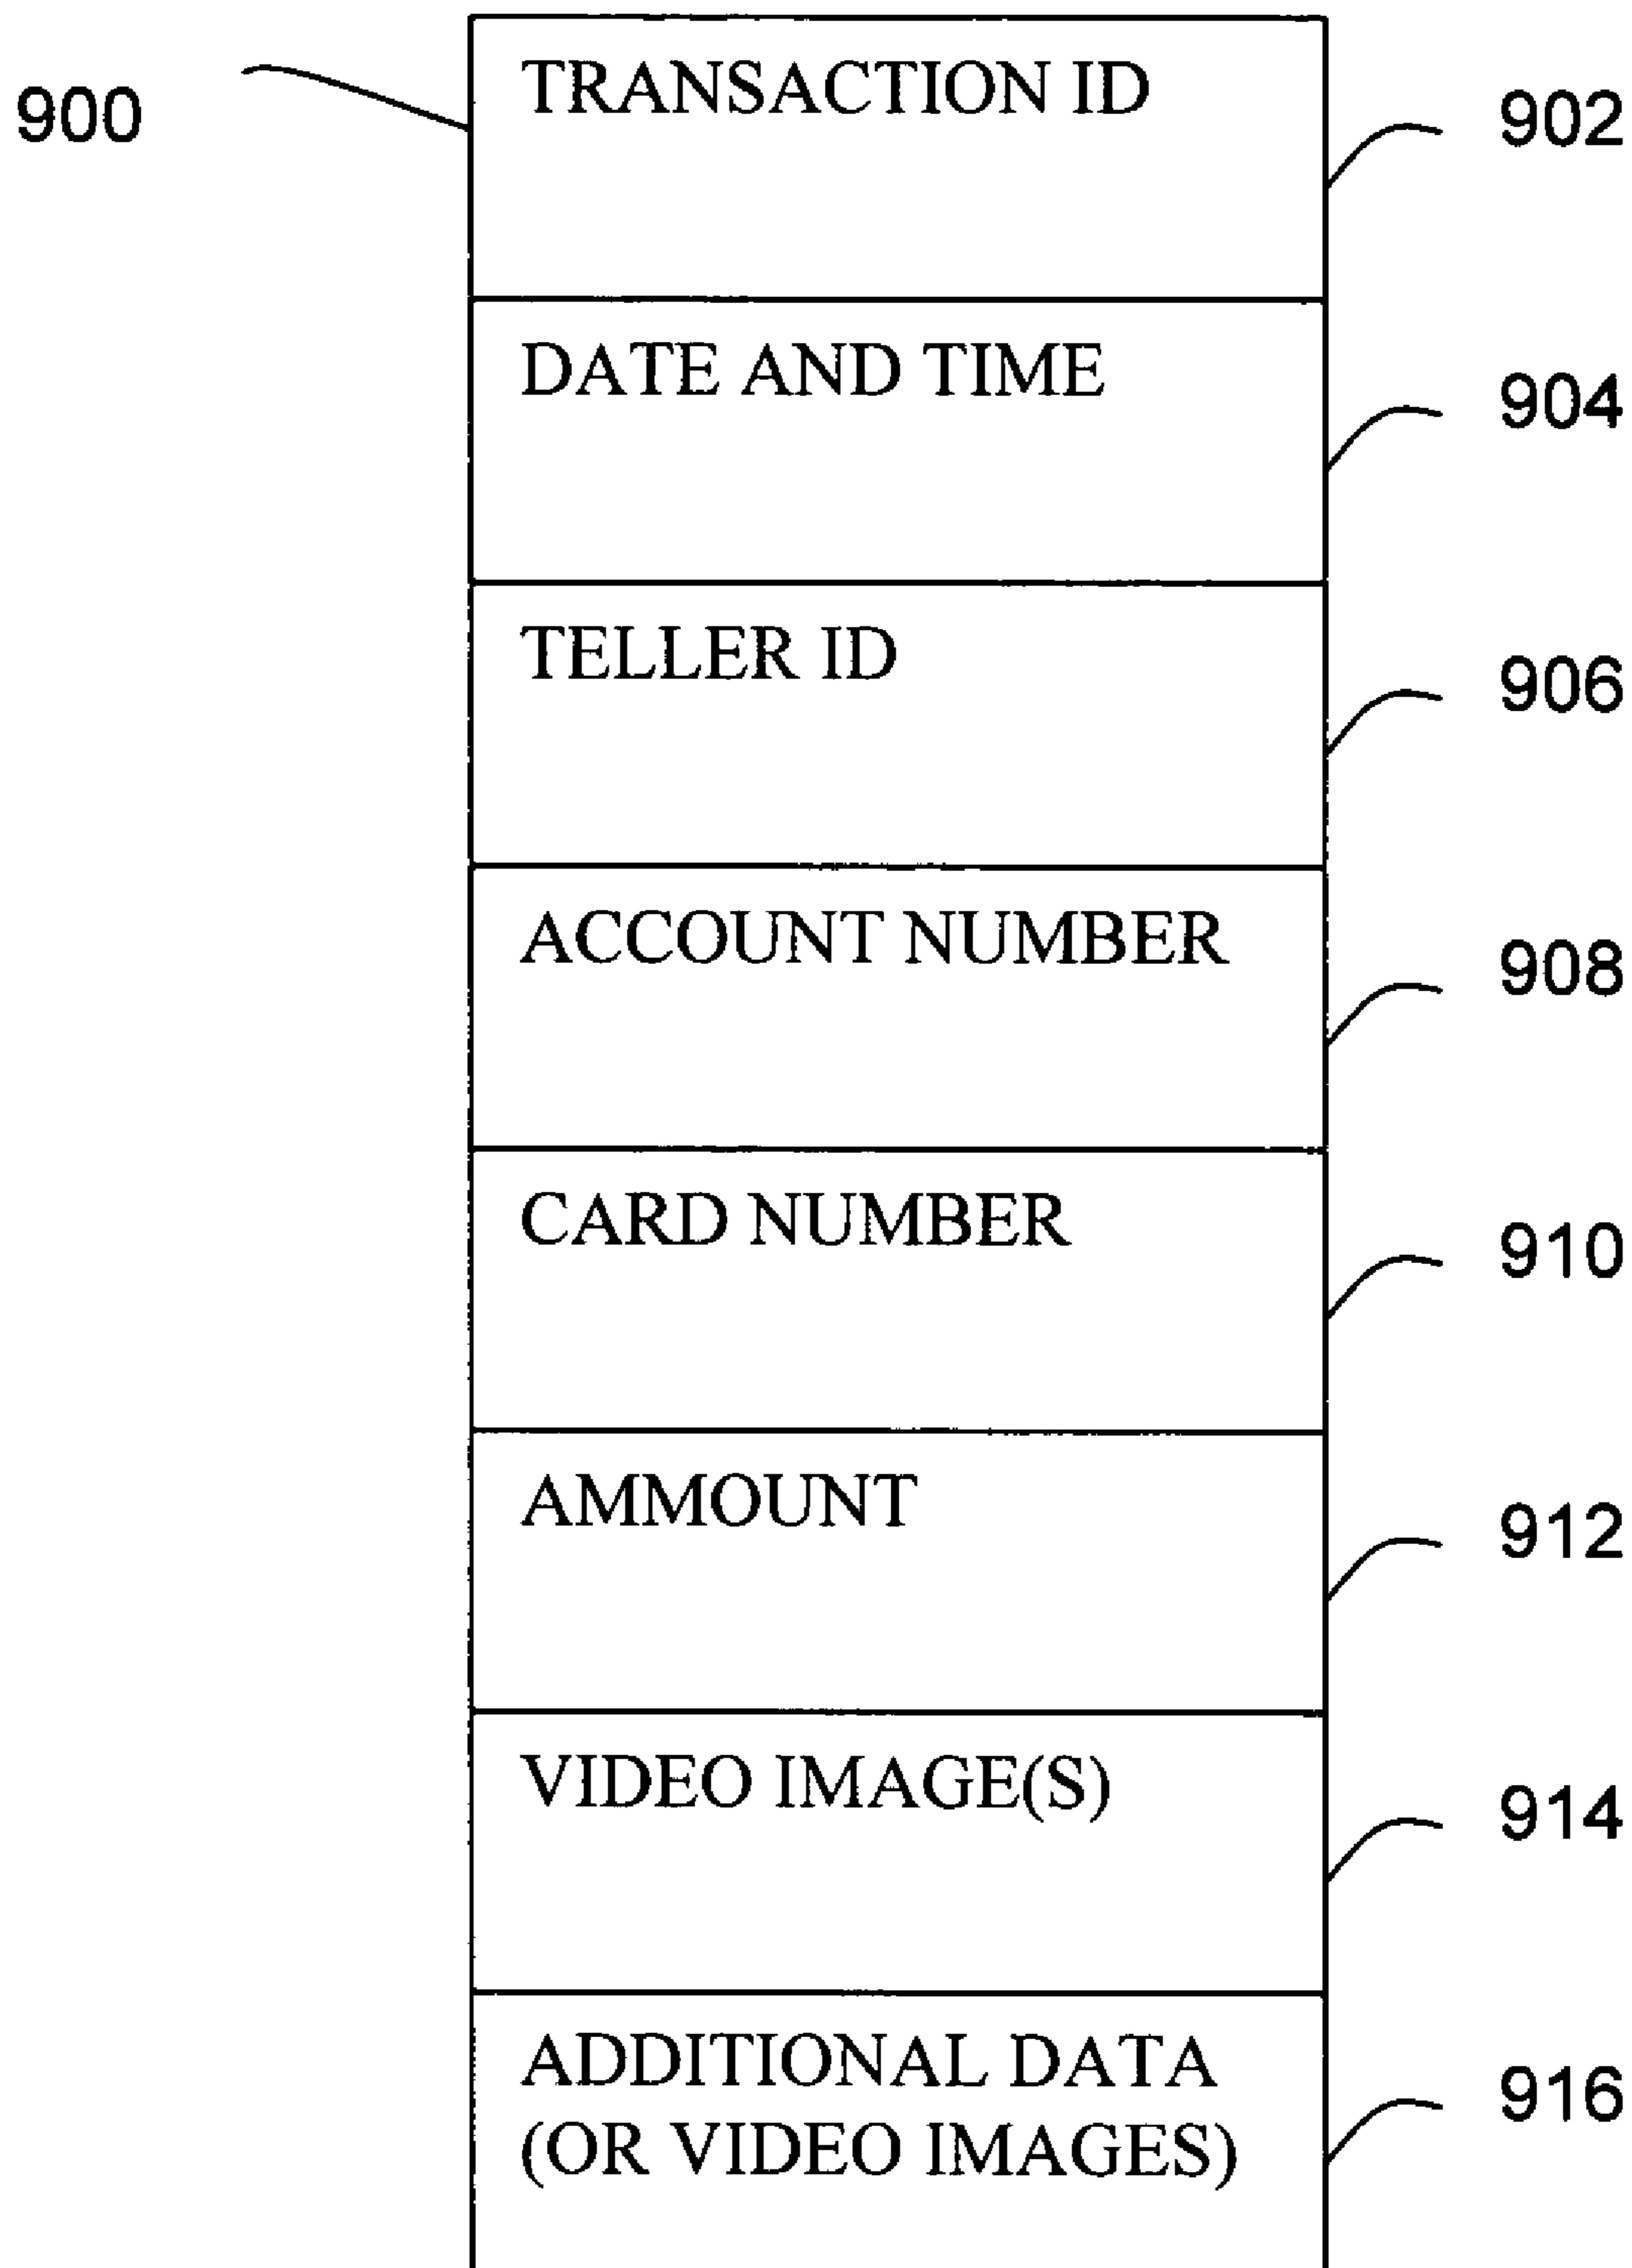 900
TRANSACTION ID
902
DATE AND TIME
904
TELLER ID
906
ACCOUNT NUMBER
908
CARD NUMBER
910
AMMOUNT
912
VIDEO IMAGE(S)
914
ADDITIONAL DATA
(OR VIDEO IMAGES)
916